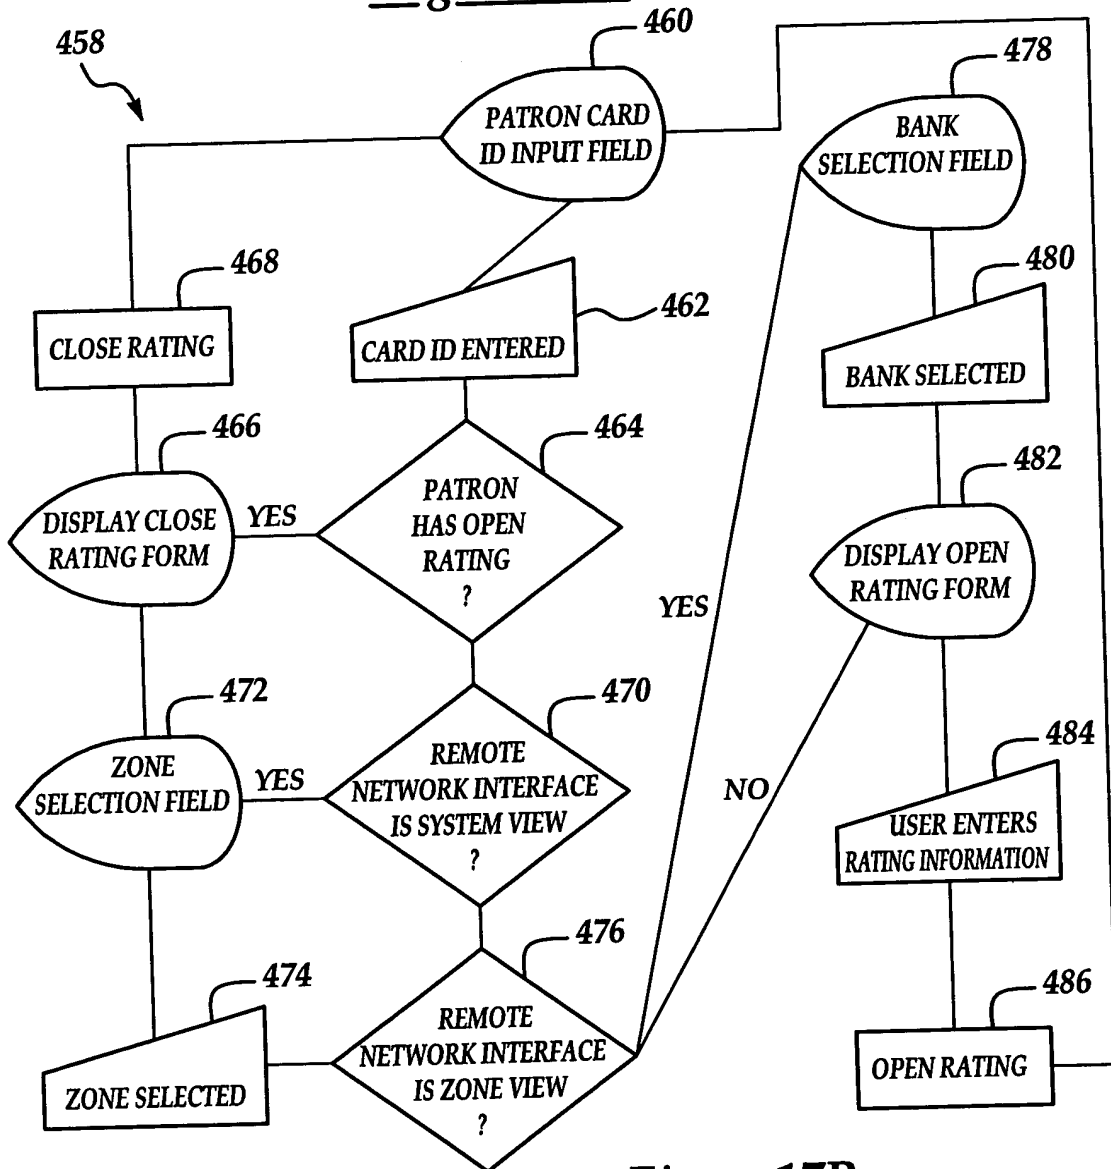 458
460
PATRON CARD
ID INPUT FIELD
478
BANK
SELECTION FIELD
468
CLOSE RATING
462
CARD ID ENTERED
480
BANK SELECTED
466
DISPLAY CLOSE
RATING FORM
YES
464
PATRON
HAS OPEN
RATING
?
482
DISPLAY OPEN
RATING FORM
YES
472
ZONE
SELECTION FIELD
YES
470
REMOTE
NETWORK INTERFACE
IS SYSTEM VIEW
?
NO
484
USER ENTERS
RATING INFORMATION
474
ZONE SELECTED
476
REMOTE
NETWORK INTERFACE
IS ZONE VIEW
?
486
OPEN RATING